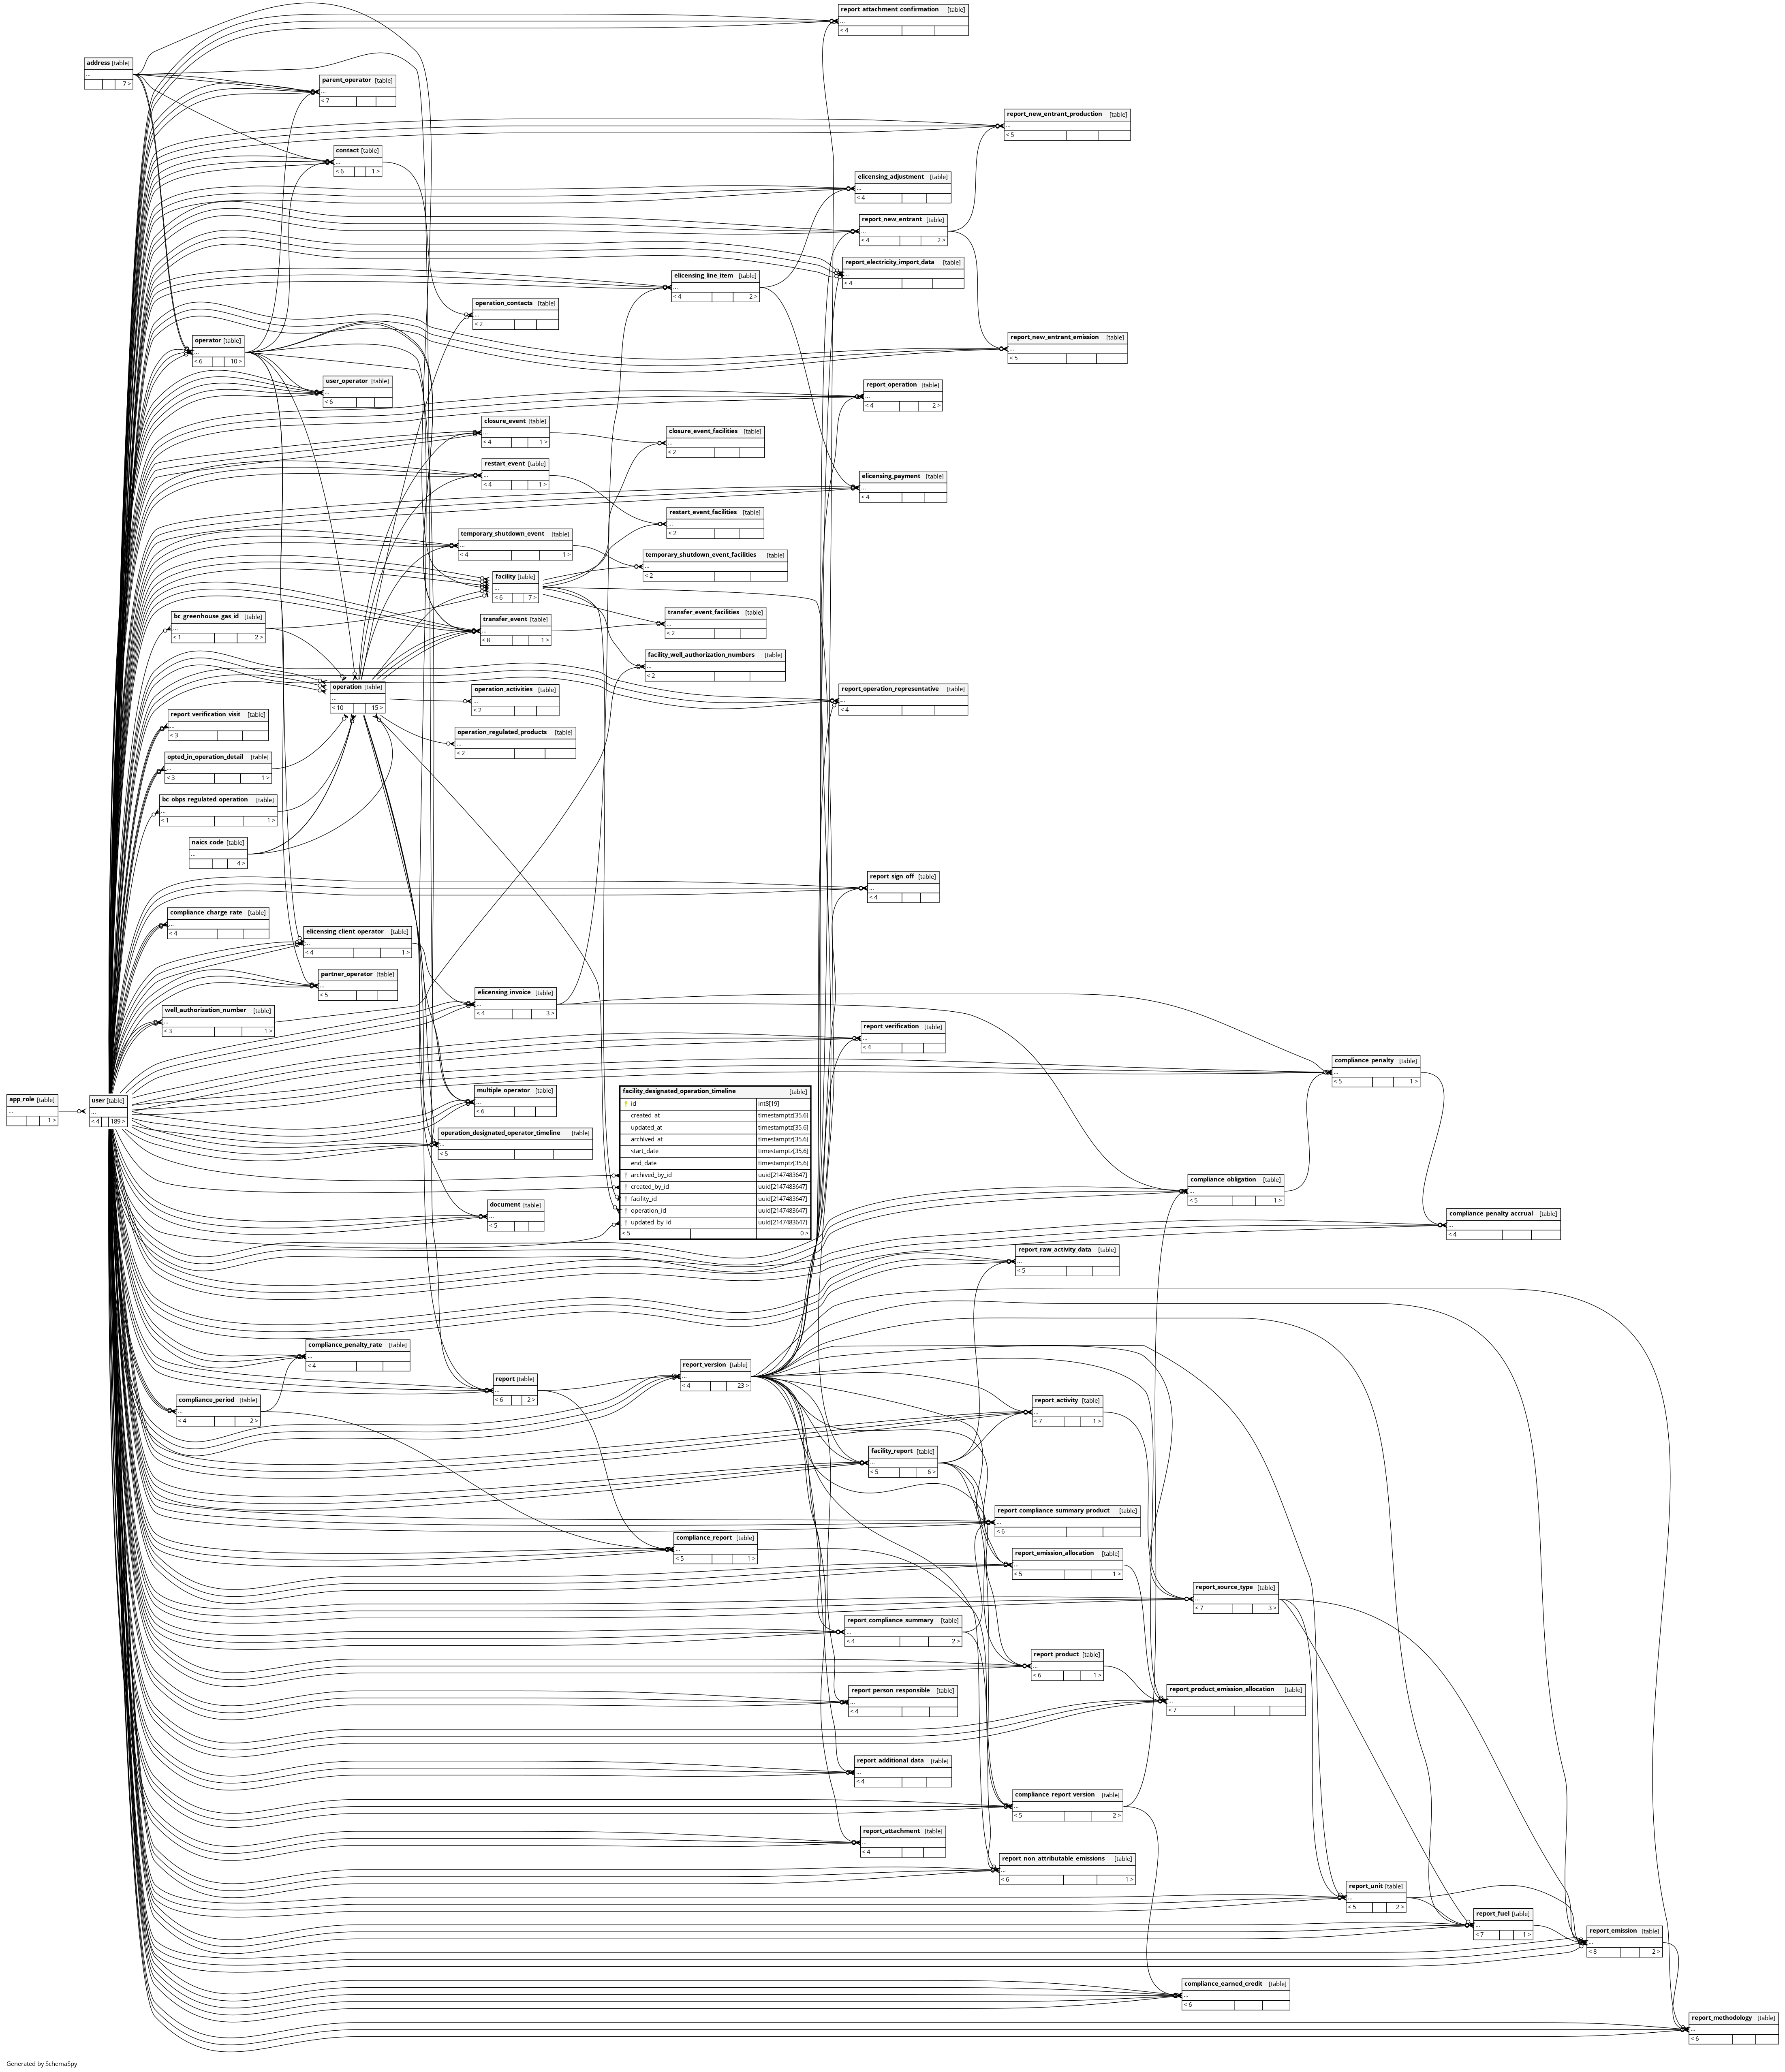 report_attachment_confirmation [table]
...
< 4
address [table]
...
7 >
parent_operator [table]
...
< 7
report_new_entrant_production [table]
...
< 5
contact [table]
...
< 6 1 >
elicensing_adjustment [table]
...
< 4
report_new_entrant [table]
...
< 4 2 >
report_electricity_import_data [table]
...
< 4
elicensing_line_item [table]
...
< 4 2 >
operation_contacts [table]
...
< 2
operator [table]
...
< 6 10 >
report_new_entrant_emission [table]
...
< 5
user_operator [table]
...
< 6
report_operation [table]
...
< 4 2 >
closure_event [table]
...
< 4 1 >
closure_event_facilities [table]
...
< 2
restart_event [table]
...
< 4 1 >
elicensing_payment [table]
...
< 4
restart_event_facilities [table]
...
< 2
temporary_shutdown_event [table]
...
< 4 1 >
temporary_shutdown_event_facilities [table]
...
< 2
facility [table]
...
< 6 7 >
bc_greenhouse_gas_id [table]
...
< 1 2 >
transfer_event [table]
...
< 8 1 >
transfer_event_facilities [table]
...
< 2
facility_well_authorization_numbers [table]
...
< 2
operation [table]
...
< 10 15 >
operation_activities [table]
...
< 2
report_operation_representative [table]
...
< 4
report_verification_visit [table]
...
< 3
operation_regulated_products [table]
...
< 2
opted_in_operation_detail [table]
...
< 3 1 >
bc_obps_regulated_operation [table]
...
< 1 1 >
naics_code [table]
...
4 >
report_sign_off [table]
...
< 4
compliance_charge_rate [table]
...
< 4
elicensing_client_operator [table]
...
< 4 1 >
partner_operator [table]
...
< 5
elicensing_invoice [table]
...
< 4 3 >
well_authorization_number [table]
...
< 3 1 >
report_verification [table]
...
< 4
compliance_penalty [table]
...
< 5 1 >
app_role [table]
...
1 >
user [table]
...
< 4 189 >
multiple_operator [table]
...
< 6
facility_designated_operation_timeline [table]
id int8[19]
created_at timestamptz[35,6]
updated_at timestamptz[35,6]
archived_at timestamptz[35,6]
start_date timestamptz[35,6]
end_date timestamptz[35,6]
archived_by_id uuid[2147483647]
created_by_id uuid[2147483647]
facility_id uuid[2147483647]
operation_id uuid[2147483647]
updated_by_id uuid[2147483647]
< 5 0 >
operation_designated_operator_timeline [table]
...
< 5
compliance_obligation [table]
...
< 5 1 >
document [table]
...
< 5
compliance_penalty_accrual [table]
...
< 4
report_raw_activity_data [table]
...
< 5
compliance_penalty_rate [table]
...
< 4
report_version [table]
...
< 4 23 >
report [table]
...
< 6 2 >
compliance_period [table]
...
< 4 2 >
report_activity [table]
...
< 7 1 >
facility_report [table]
...
< 5 6 >
report_compliance_summary_product [table]
...
< 6
compliance_report [table]
...
< 5 1 >
report_emission_allocation [table]
...
< 5 1 >
report_source_type [table]
...
< 7 3 >
report_compliance_summary [table]
...
< 4 2 >
report_product [table]
...
< 6 1 >
report_person_responsible [table]
...
< 4
report_product_emission_allocation [table]
...
< 7
report_additional_data [table]
...
< 4
compliance_report_version [table]
...
< 5 2 >
report_attachment [table]
...
< 4
report_non_attributable_emissions [table]
...
< 6 1 >
report_unit [table]
...
< 5 2 >
report_fuel [table]
...
< 7 1 >
report_emission [table]
...
< 8 2 >
compliance_earned_credit [table]
...
< 6
report_methodology [table]
...
< 6
Generated by SchemaSpy